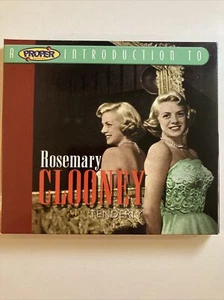 A PROPER INTRODUCTION TO
Rosemary
CLOONEY
TENDERLY